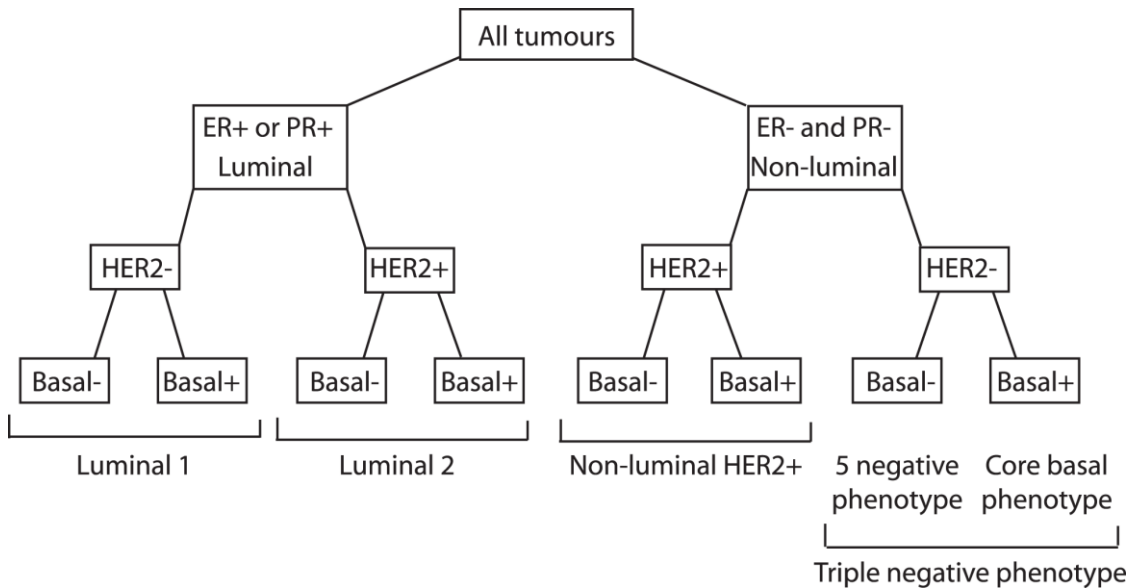 All tumours
ER+ or PR+
Luminal
ER- and PR-
Non-luminal
HER2-
HER2+
HER2+
HER2-
Basal-
Basal+
Basal-
Basal+
Basal-
Basal+
Basal-
Basal+
Luminal 1
Luminal 2
Non-luminal HER2+
5 negative
phenotype
Core basal
phenotype
Triple negative phenotype